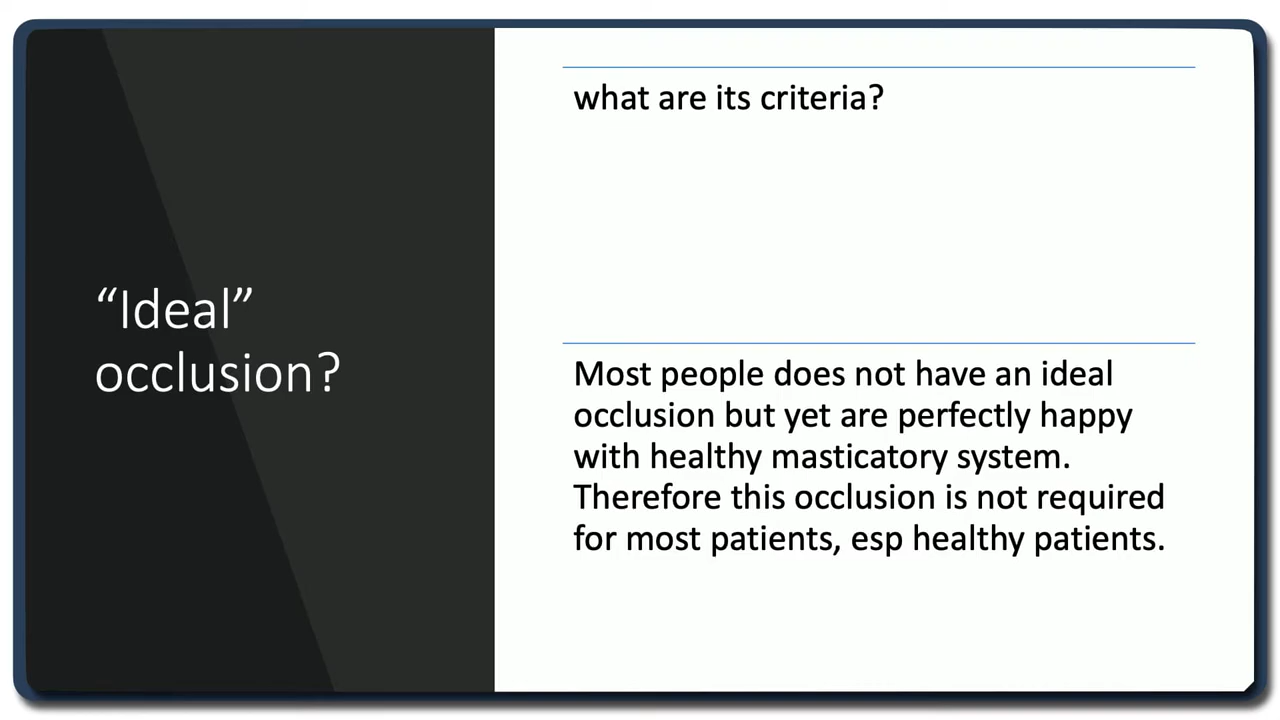 “Ideal”
occlusion?
what are its criteria?
Most people does not have an ideal
occlusion but yet are perfectly happy
with healthy masticatory system.
Therefore this occlusion is not required
for most patients, esp healthy patients.